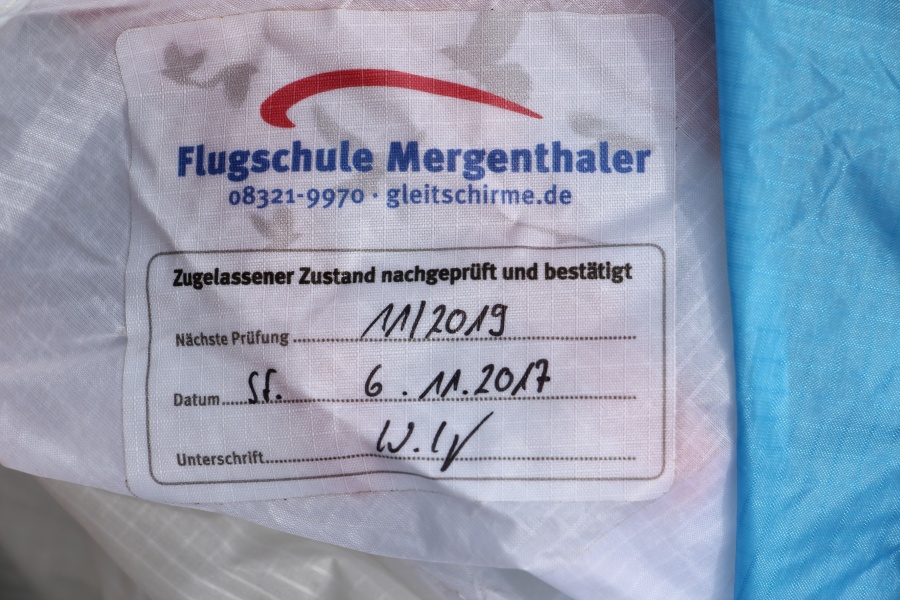 Flugschule Mergenthaler
08321-9970 · gleitschirme.de
Zugelassener Zustand nachgeprüft und bestätigt
Nächste Prüfung 11/2019
Datum Sf. 6.11.2017
Unterschrift